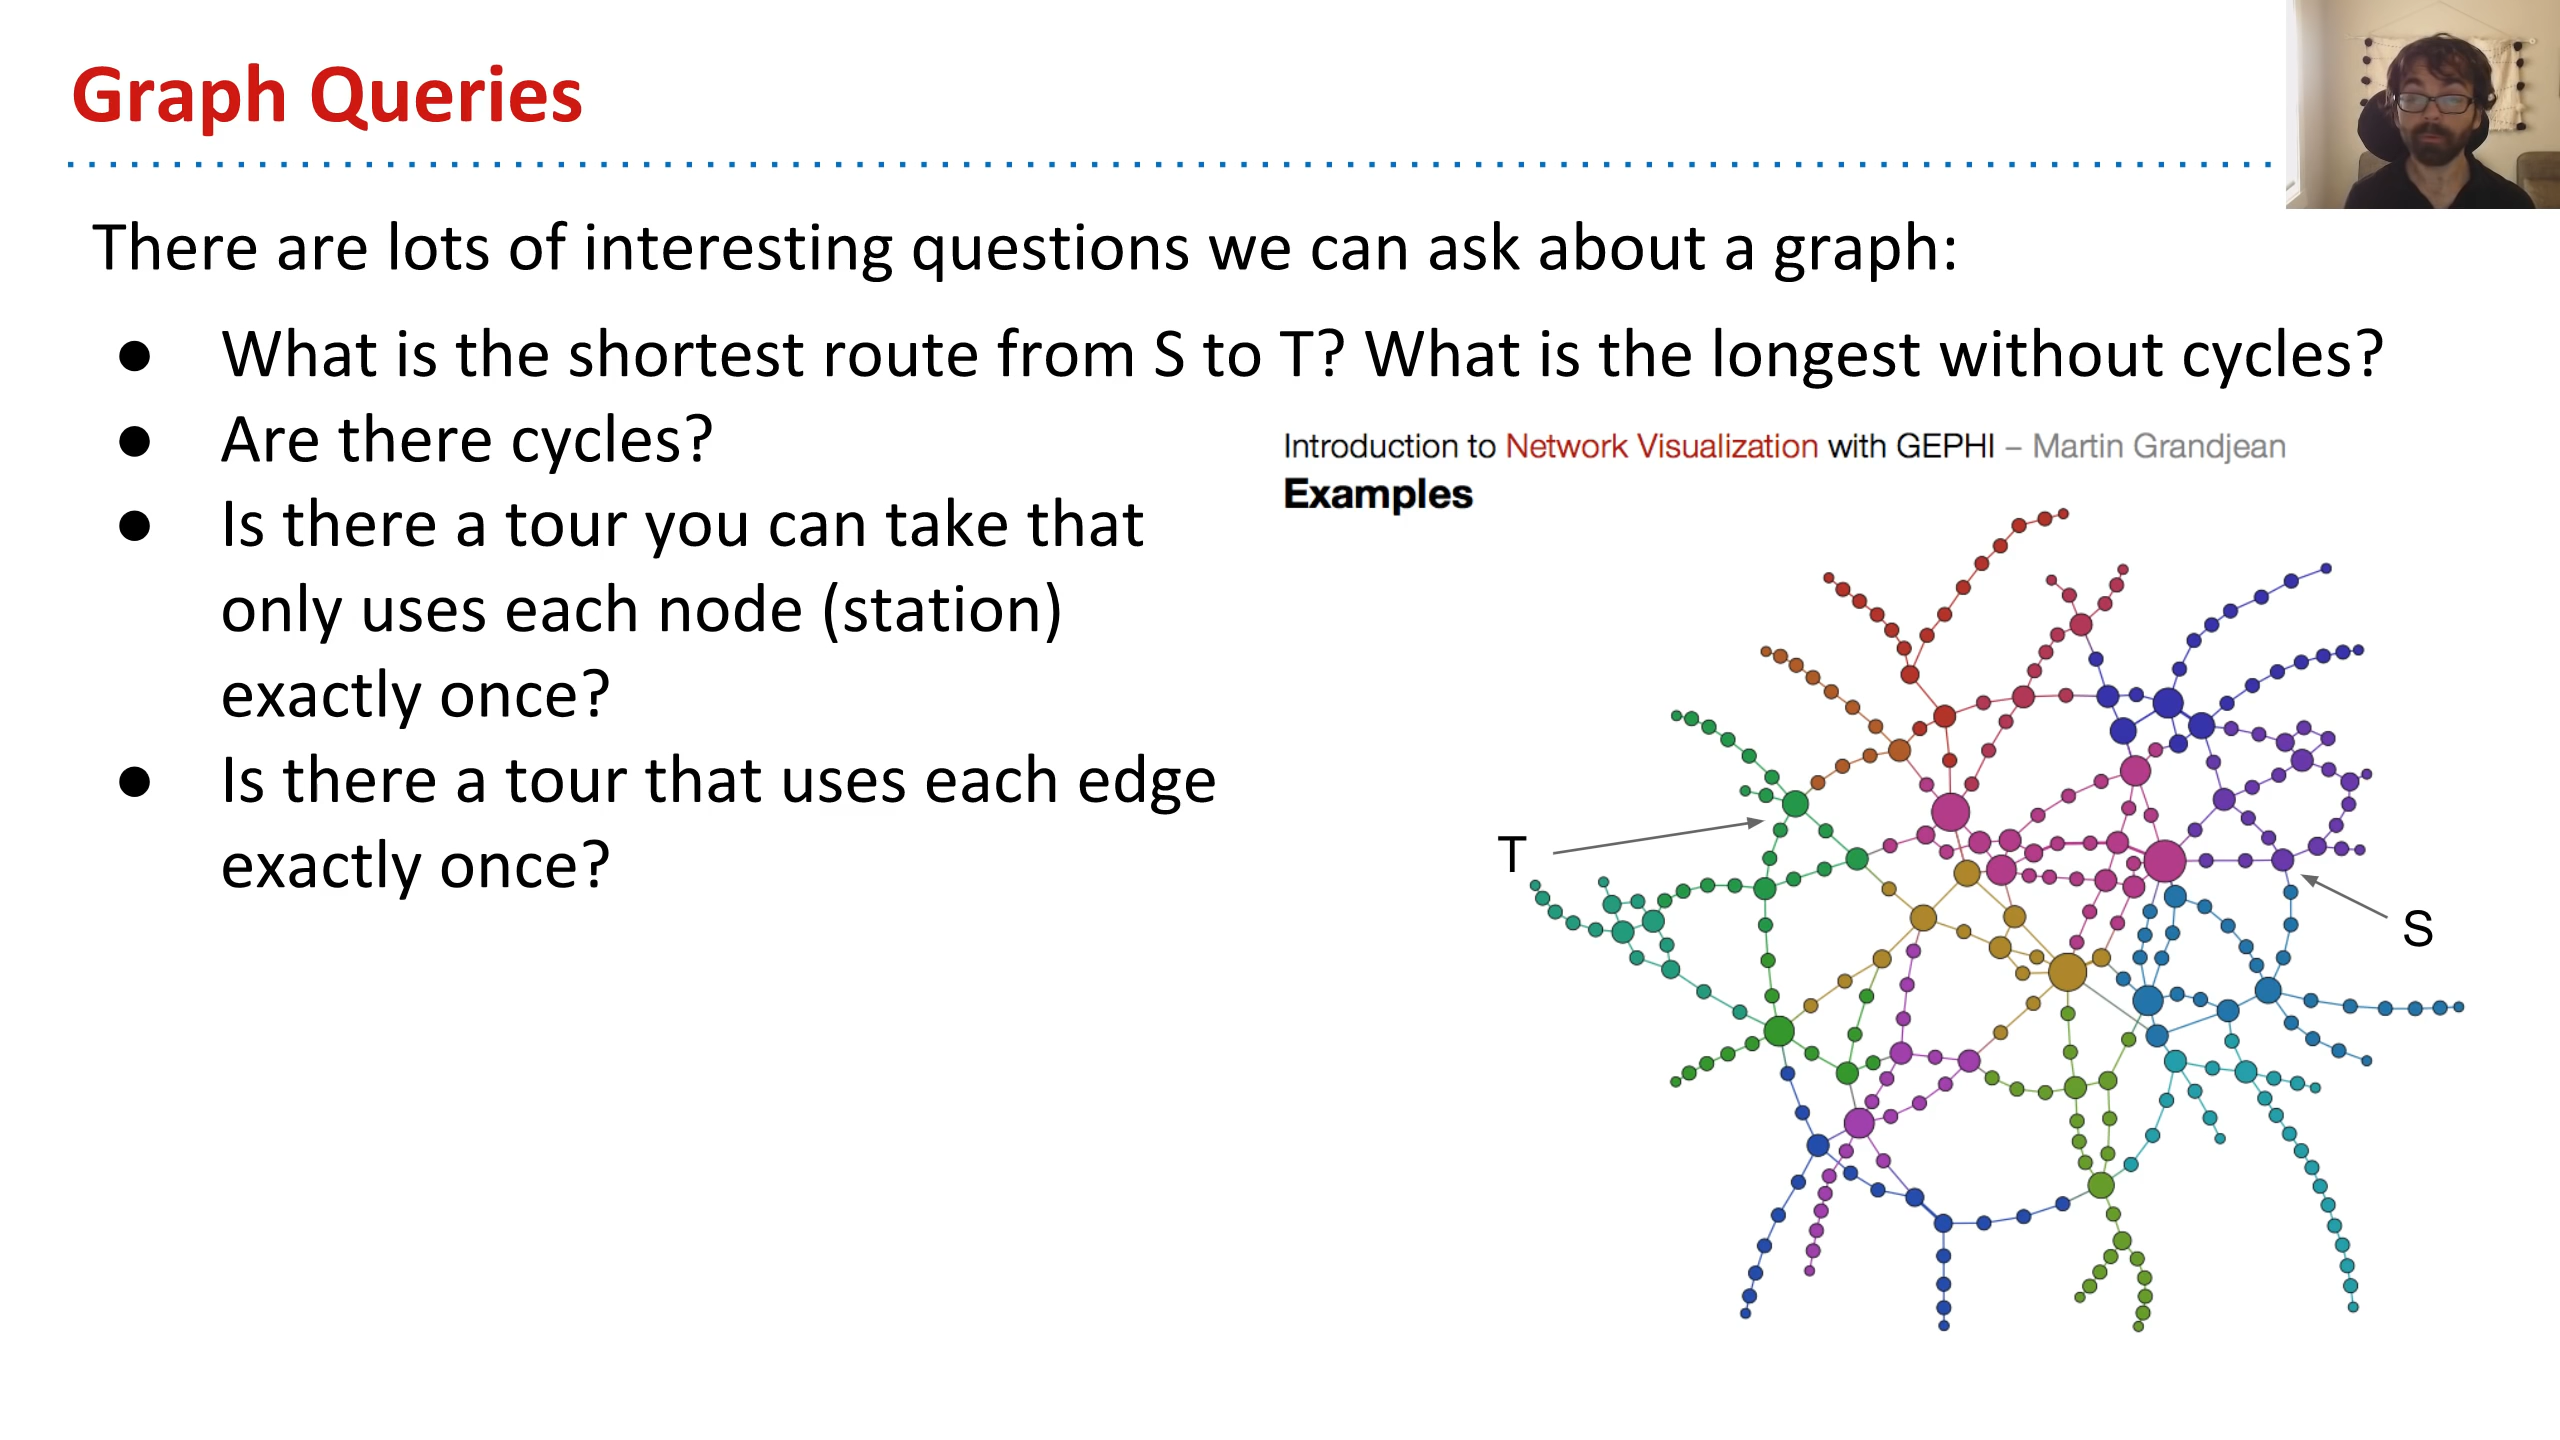 Graph Queries
There are lots of interesting questions we can ask about a graph:
● What is the shortest route from S to T? What is the longest without cycles?
● Are there cycles?
● Is there a tour you can take that
only uses each node (station)
exactly once?
● Is there a tour that uses each edge
exactly once?
Introduction to Network Visualization with GEPHI – Martin Grandjean
Examples
T
S